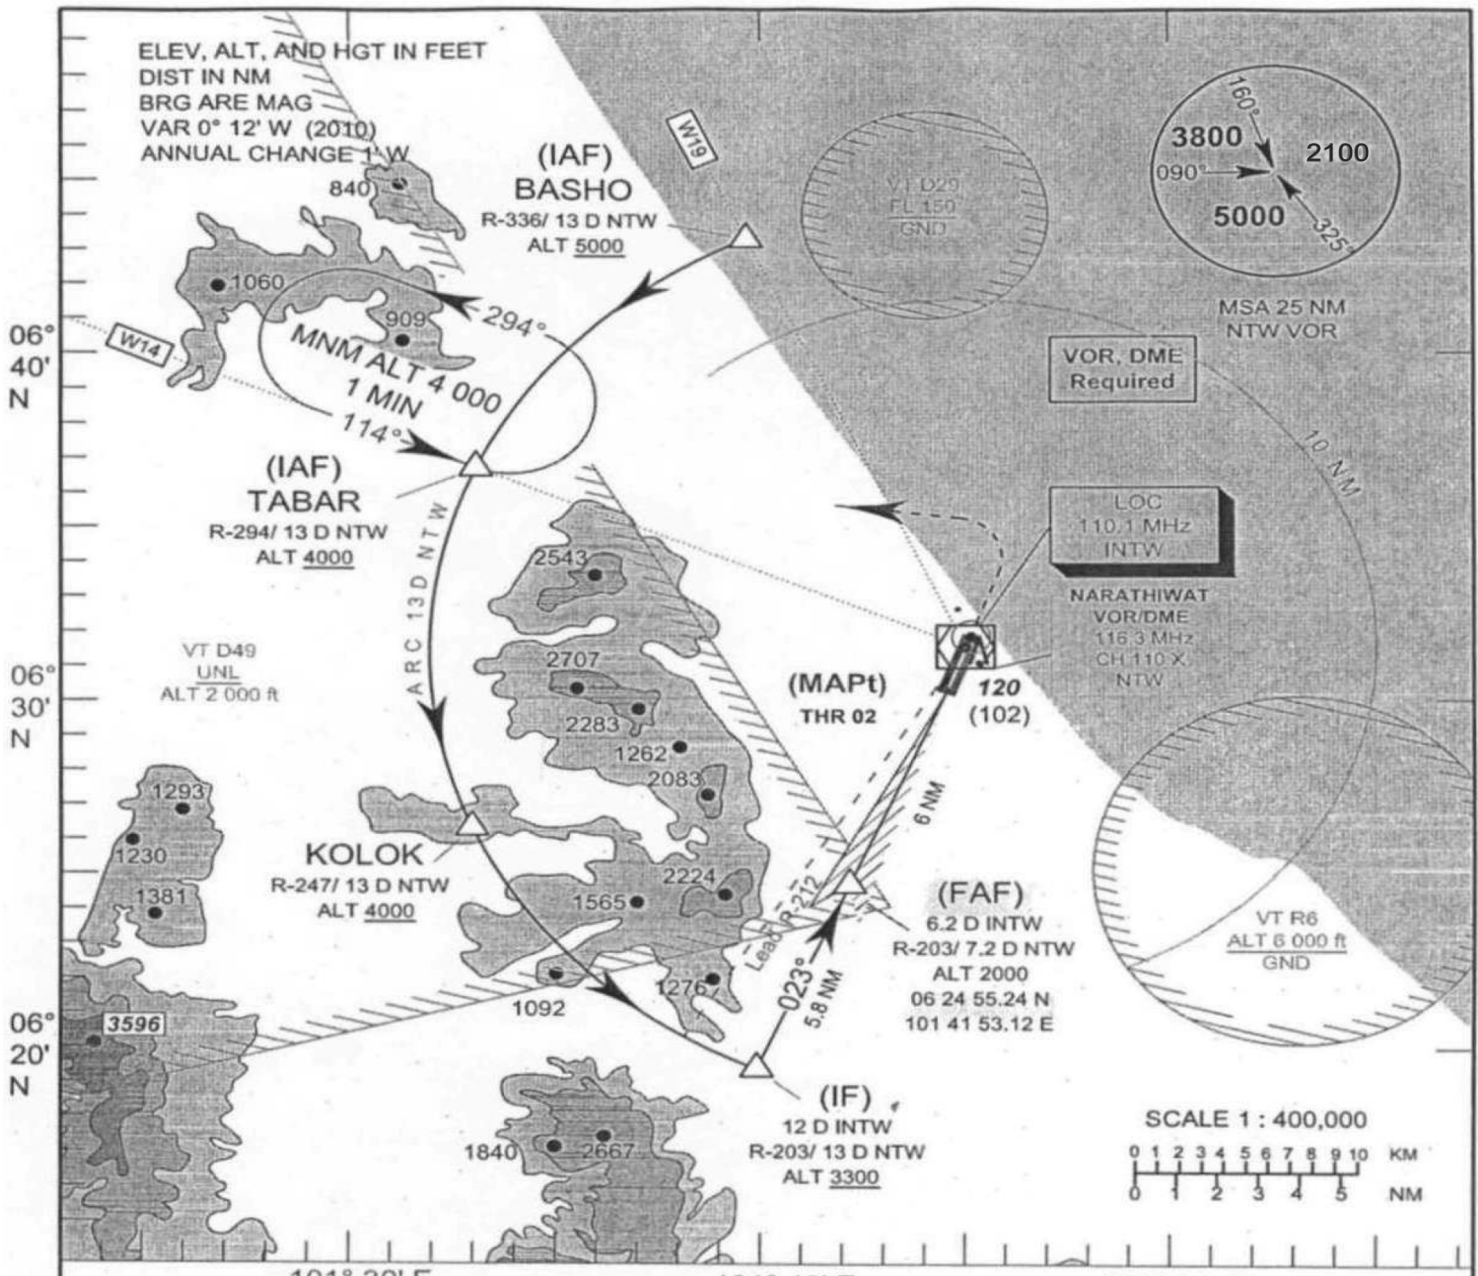 ELEV, ALT, AND HGT IN FEET
DIST IN NM
BRG ARE MAG
VAR 0° 12' W (2010)
ANNUAL CHANGE 1' W
840
(IAF)
BASHO
R-336/ 13 D NTW
ALT 5000
W19
VT D29
FL 150
GND
160°
3800
2100
090°
5000
325°
MSA 25 NM
NTW VOR
1060
909
294°
MNM ALT 4 000
1 MIN
114°
W14
06°
40'
N
VOR, DME
Required
10 NM
(IAF)
TABAR
R-294/ 13 D NTW
ALT 4000
ARC 13D NTW
LOC
110.1 MHz
INTW
NARATHIWAT
VOR/DME
116.3 MHz
CH 110 X
NTW
2543
VT D49
UNL
ALT 2 000 ft
2707
2283
1262
2083
(MAPt)
THR 02
120
(102)
06°
30'
N
6 NM
1293
1230
1381
KOLOK
R-247/ 13 D NTW
ALT 4000
2224
1565
Lead R-212
(FAF)
6.2 D INTW
R-203/ 7.2 D NTW
ALT 2000
06 24 55.24 N
101 41 53.12 E
VT R6
ALT 6 000 ft
GND
1092
1276
023°
5.8 NM
3596
06°
20'
N
(IF)
12 D INTW
R-203/ 13 D NTW
ALT 3300
1840
2667
SCALE 1 : 400,000
0 1 2 3 4 5 6 7 8 9 10 KM
0 1 2 3 4 5 NM